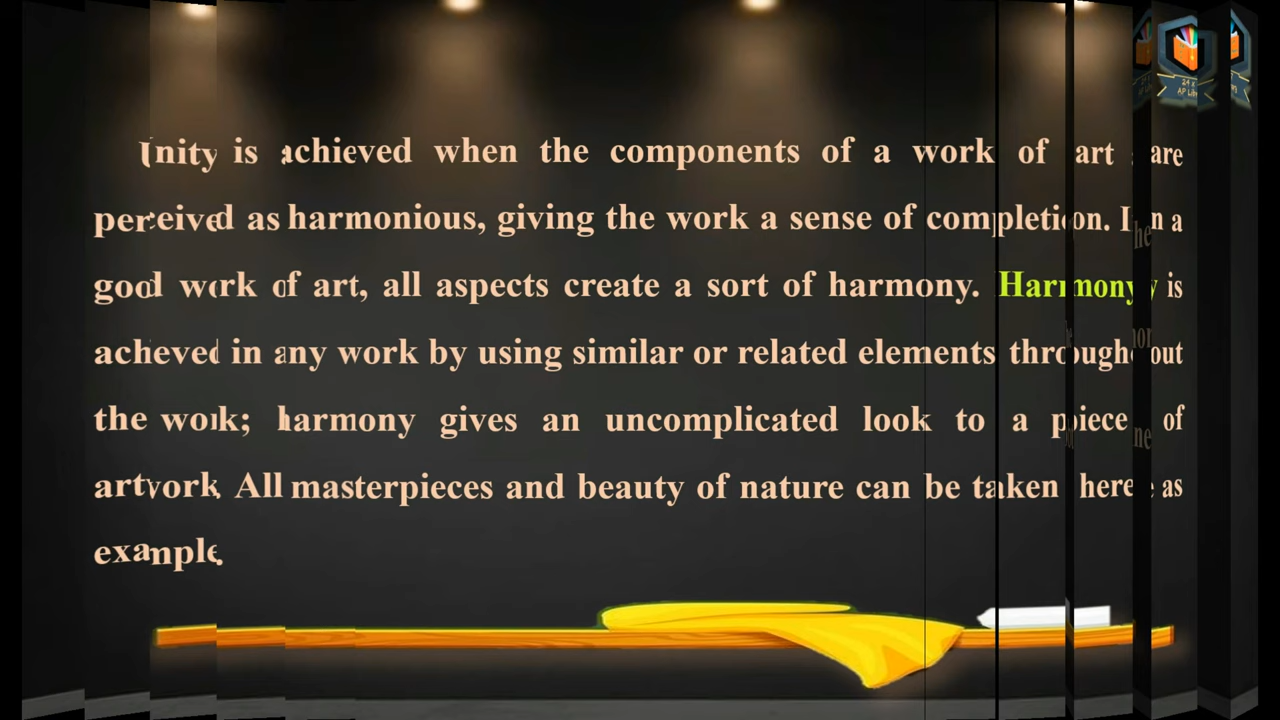 Unity is achieved when the components of a work of art are
perceived as harmonious, giving the work a sense of completion. In a
good work of art, all aspects create a sort of harmony. Harmony is
achieved in any work by using similar or related elements throughout
the work; harmony gives an uncomplicated look to a piece of
artwork. All masterpieces and beauty of nature can be taken here as
example.